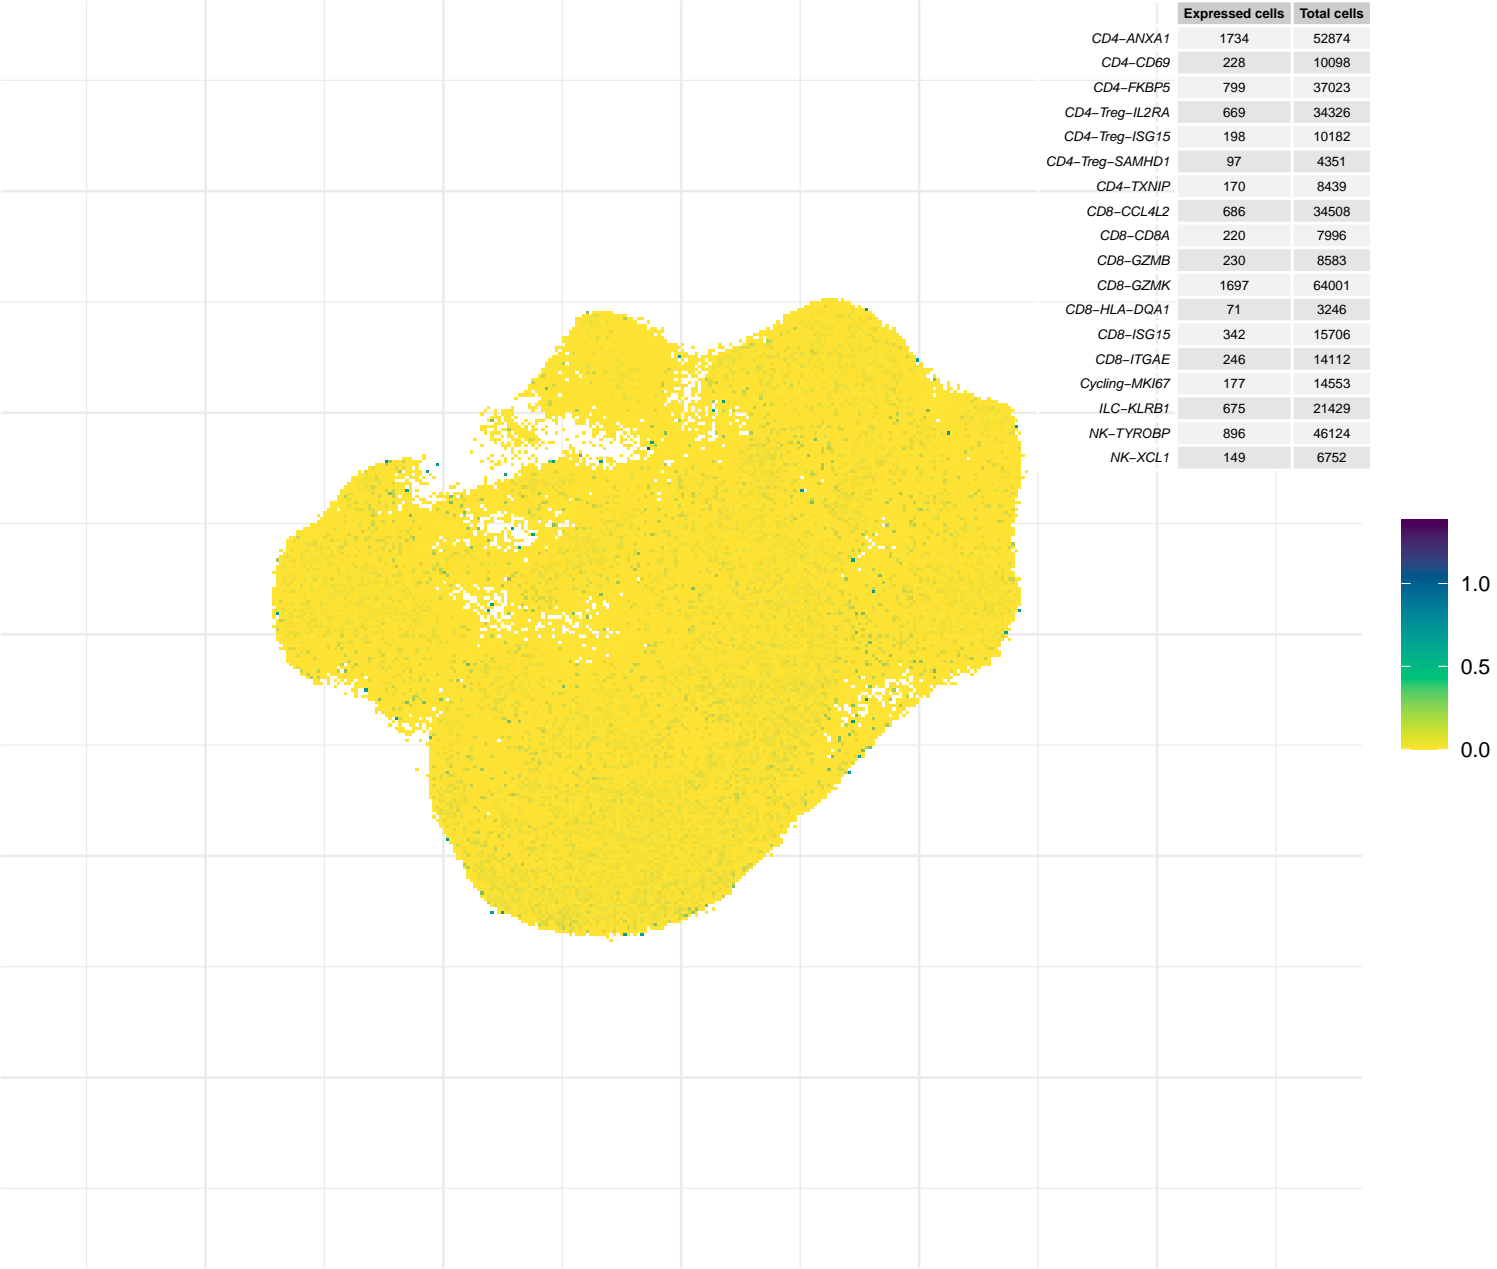 Expressed cells Total cells
CD4−ANXA1 1734 52874
CD4−CD69 228 10098
CD4−FKBP5 799 37023
CD4−Treg−IL2RA 669 34326
CD4−Treg−ISG15 198 10182
CD4−Treg−SAMHD1 97 4351
CD4−TXNIP 170 8439
CD8−CCL4L2 686 34508
CD8−CD8A 220 7996
CD8−GZMB 230 8583
CD8−GZMK 1697 64001
CD8−HLA−DQA1 71 3246
CD8−ISG15 342 15706
CD8−ITGAE 246 14112
Cycling−MKI67 177 14553
ILC−KLRB1 675 21429
NK−TYROBP 896 46124
NK−XCL1 149 6752
1.0
0.5
0.0